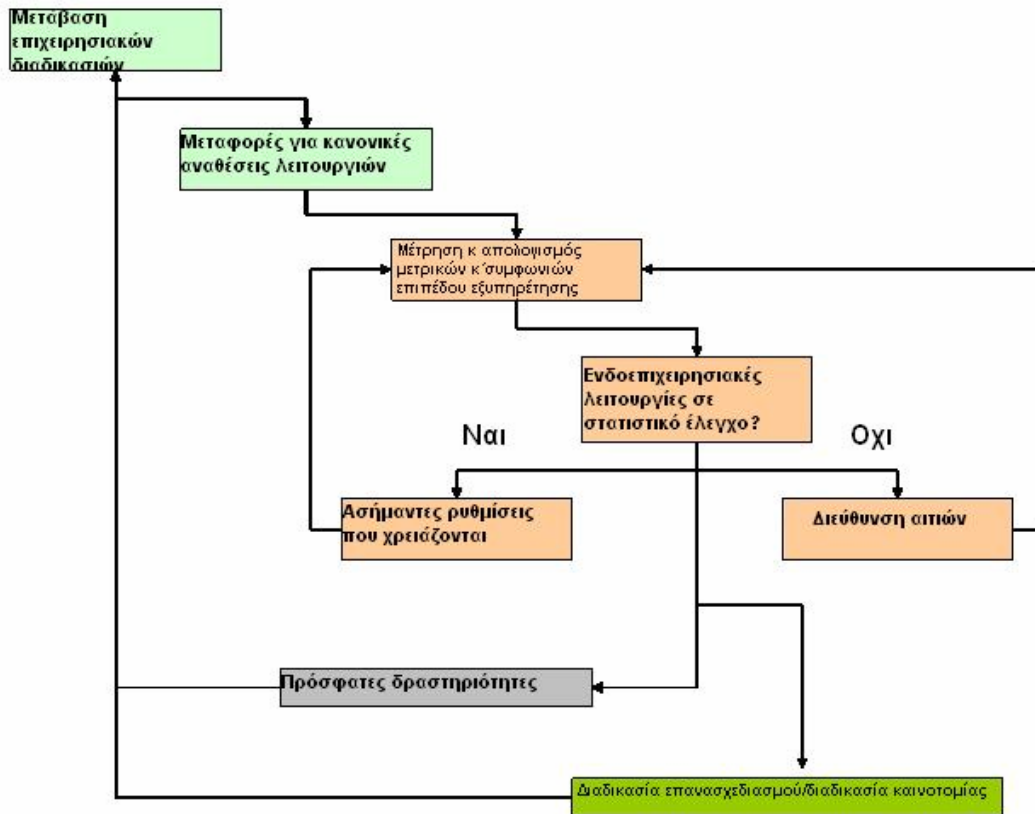 Μετάβαση
επιχειρησιακών
διαδικασιών
Μεταφορές για κανονικές
αναθέσεις λειτουργιών
Μέτρηση κ απολογισμός
μετρικών κ΄συμφωνιών
επιπέδου εξυπηρέτησης
Ενδοεπιχειρησιακές
λειτουργίες σε
στατιστικό έλεγχο?
Ναι
Οχι
Ασήμαντες ρυθμίσεις
που χρειάζονται
Διεύθυνση αιτιών
Πρόσφατες δραστηριότητες
Διαδικασία επανασχεδιασμού/διαδικασία καινοτομίας